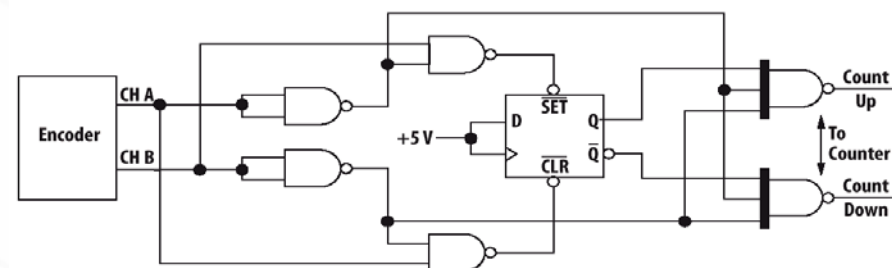 CH A
Encoder
CH B
+5 V
D
SET
Q
CLR
Q
Count
Up
To
Counter
Count
Down